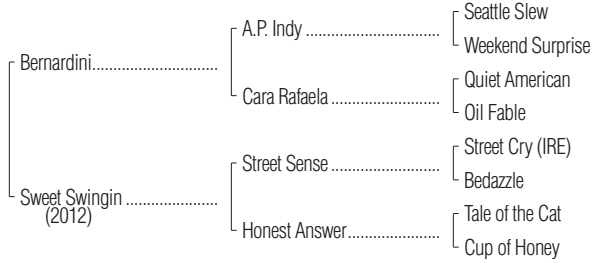 Seattle Slew
A.P. Indy ..............................
Weekend Surprise
Bernardini............................
Quiet American
Cara Rafaela ........................
Oil Fable
Street Cry (IRE)
Street Sense ........................
Bedazzle
Sweet Swingin ....................
(2012)
Tale of the Cat
Honest Answer....................
Cup of Honey